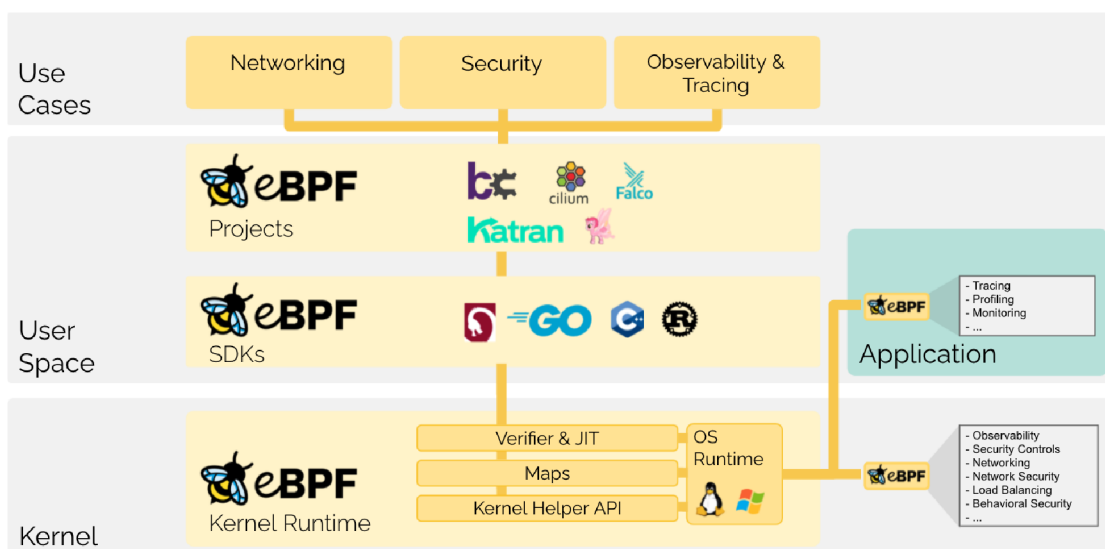 Use
Cases
Networking
Security
Observability &
Tracing
User
Space
eBPF
Projects
bcc
cilium
Falco
Katran
eBPF
SDKs
GO
C
R
eBPF
- Tracing
- Profiling
- Monitoring
- ...
Application
Kernel
eBPF
Kernel Runtime
Verifier & JIT
Maps
Kernel Helper API
OS
Runtime
eBPF
- Observability
- Security Controls
- Networking
- Network Security
- Load Balancing
- Behavioral Security
- ...